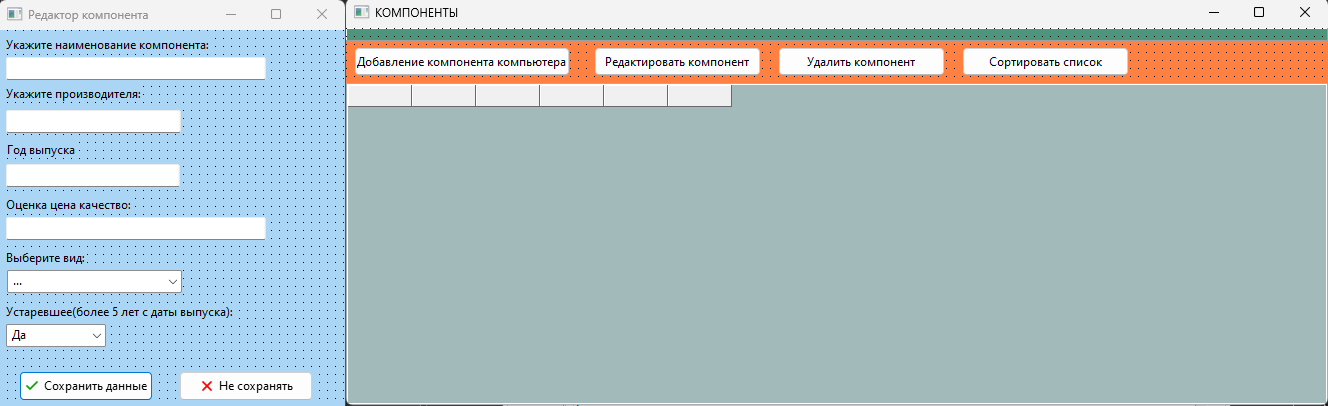 Редактор компонента
Укажите наименование компонента:
Укажите производителя:
Год выпуска
Оценка цена качество:
Выберите вид:
...
Устаревшее(более 5 лет с даты выпуска):
Да
Сохранить данные
Не сохранять
КОМПОНЕНТЫ
Добавление компонента компьютера
Редактировать компонент
Удалить компонент
Сортировать список